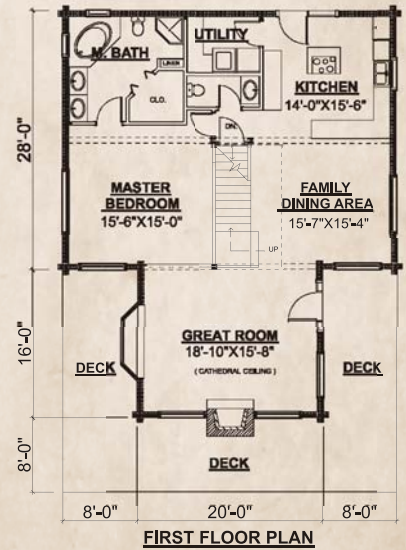 UTILITY
M. BATH
LINEN
CLO.
KITCHEN
14'-0"X15'-6"
DN.
28'-0"
MASTER
BEDROOM
15'-6"X15'-0"
FAMILY
DINING AREA
15'-7"X15'-4"
UP
16'-0"
GREAT ROOM
18'-10"X15'-8"
( CATHEDRAL CEILING )
DECK
DECK
8'-0"
DECK
8'-0"
20'-0"
8'-0"
FIRST FLOOR PLAN